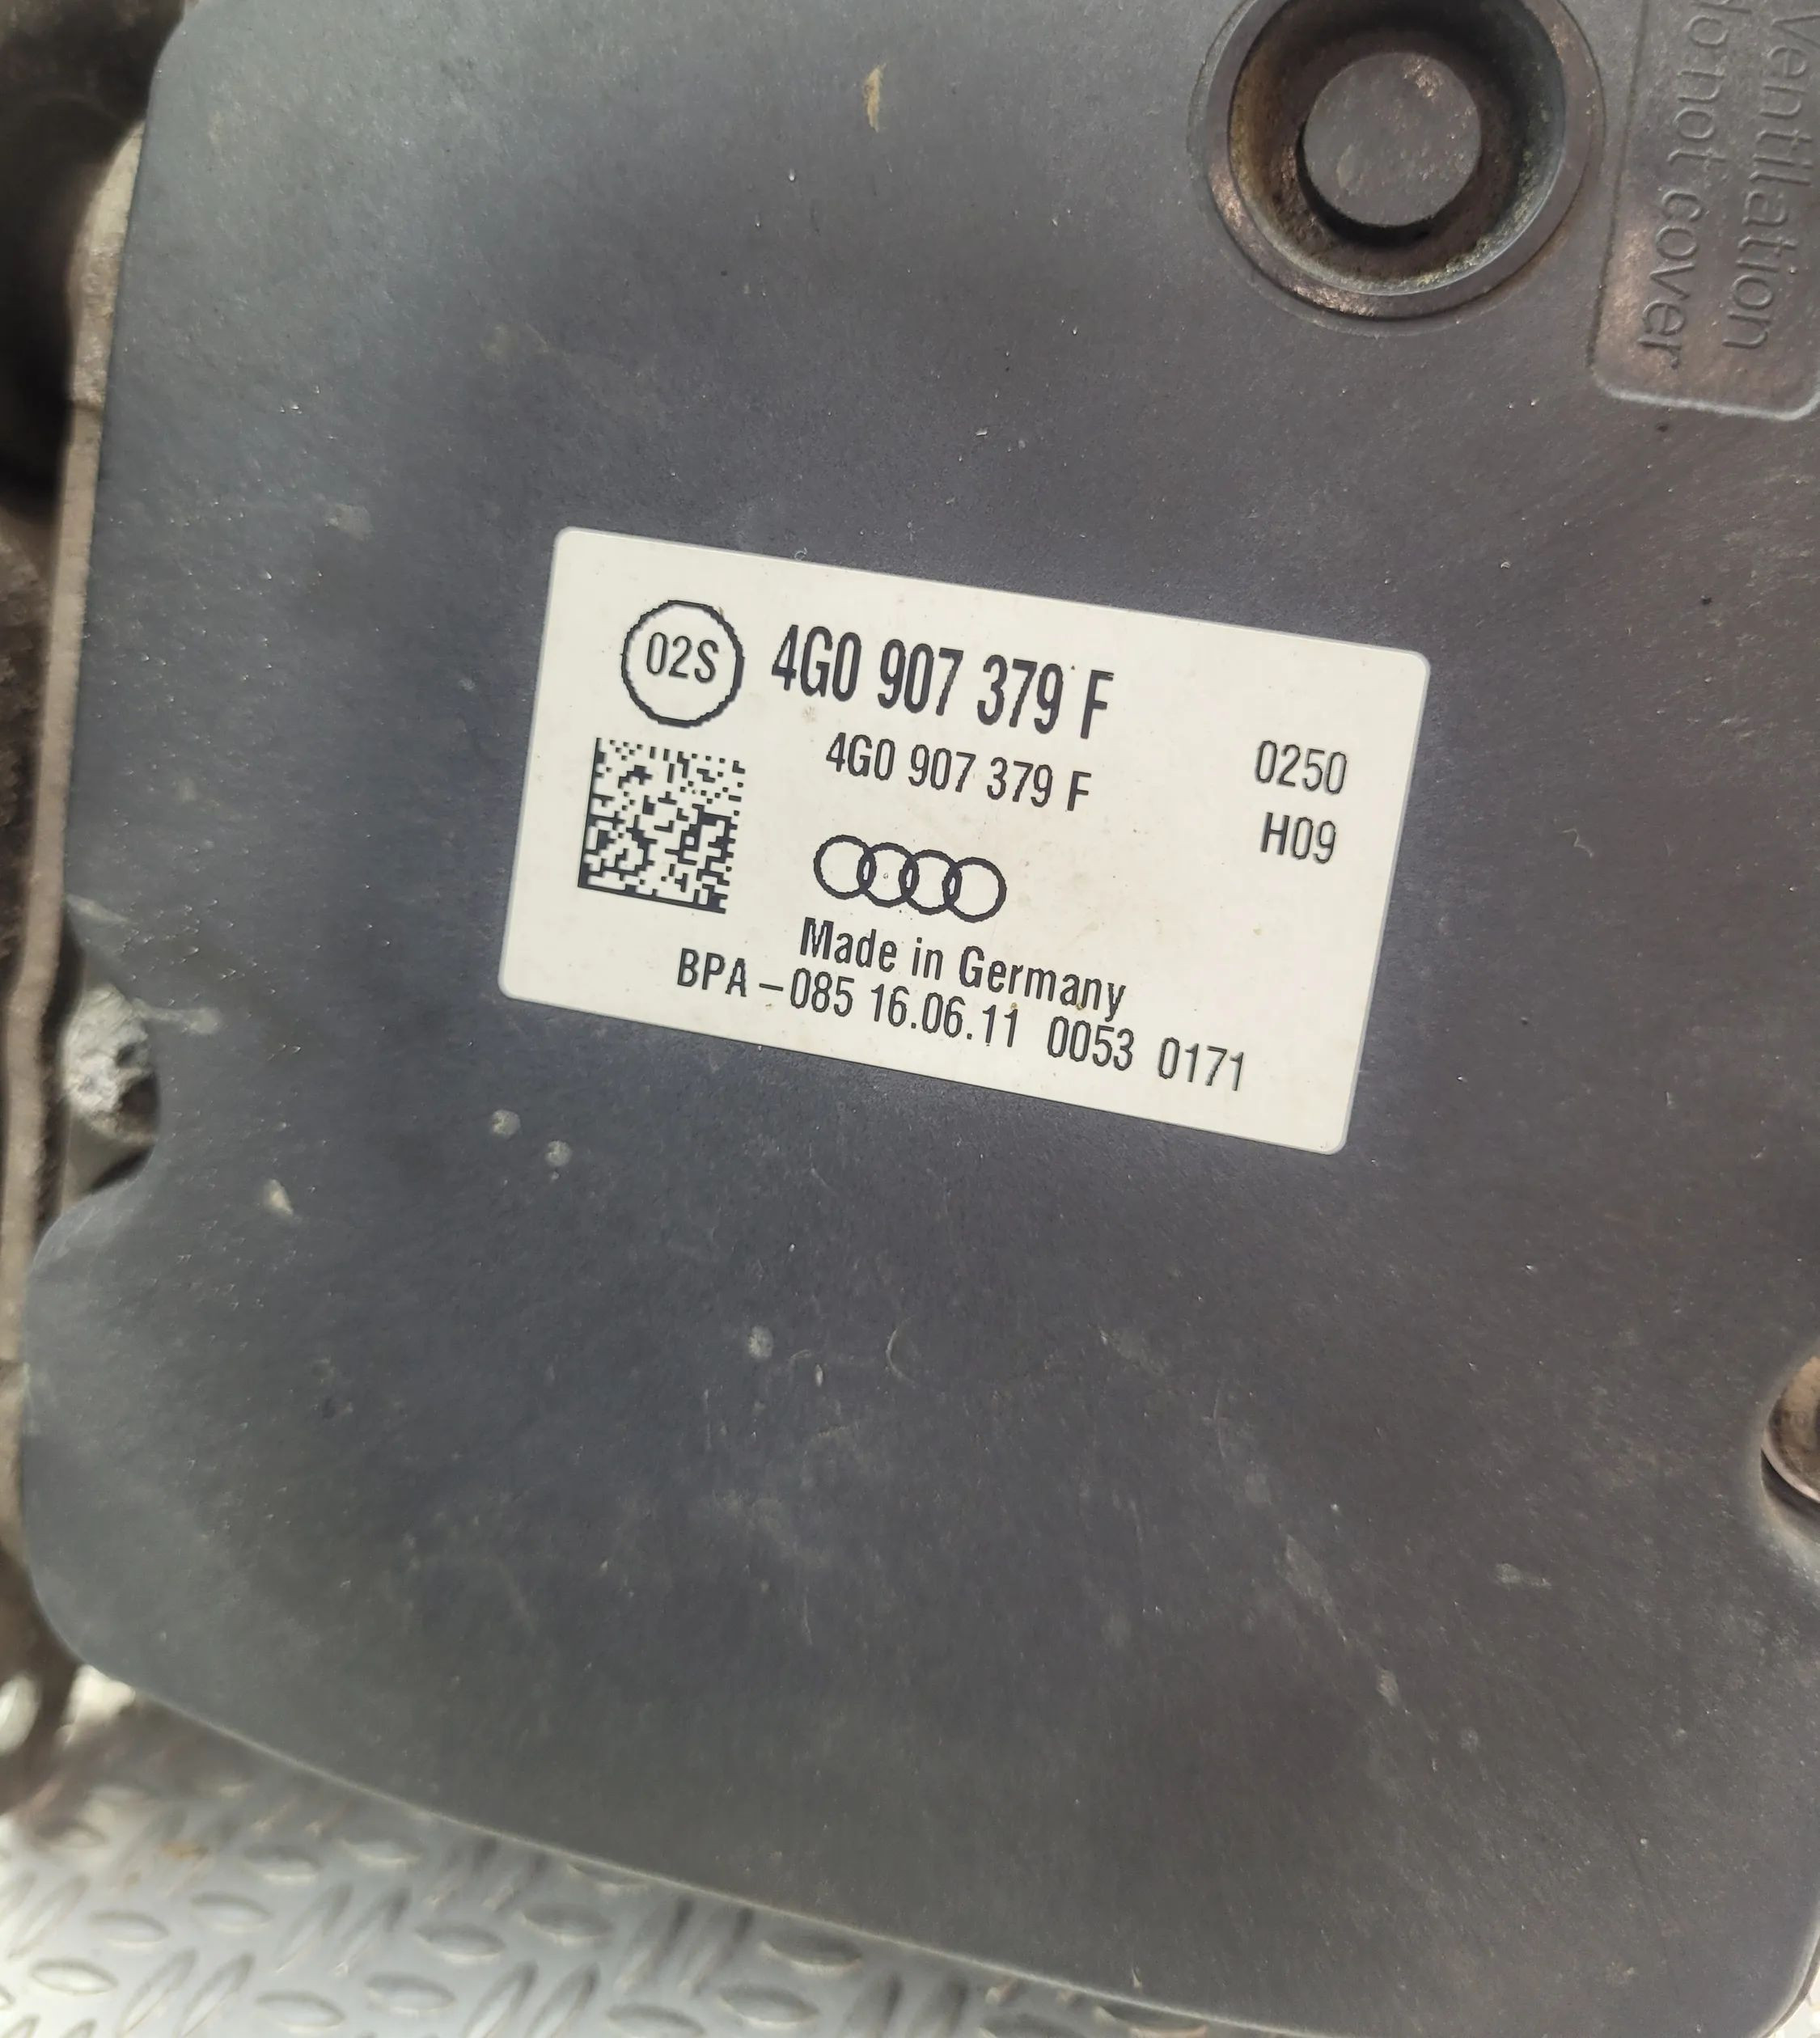 Ventilation
do not cover
02S 4G0 907 379 F
4G0 907 379 F 0250
H09
Made in Germany
BPA-085 16.06.11 0053 0171